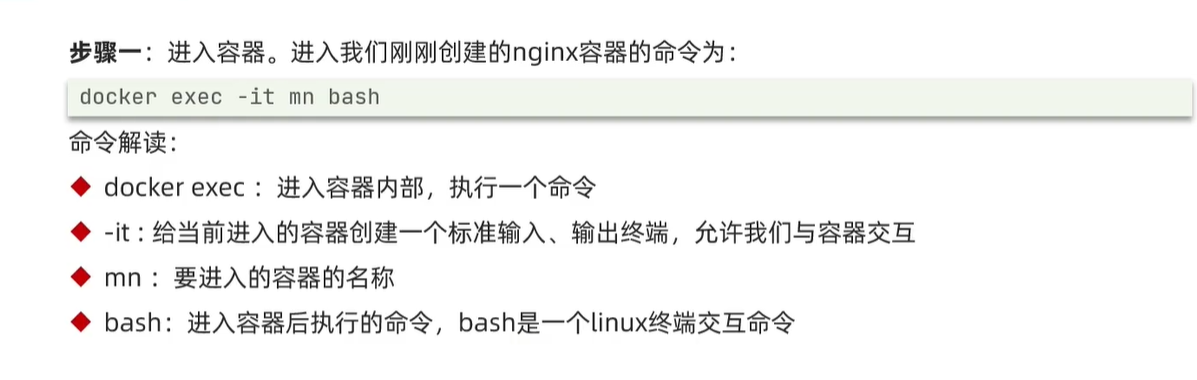 步骤一：进入容器。进入我们刚刚创建的nginx容器的命令为：
docker exec -it mn bash
命令解读：
◆ docker exec ：进入容器内部，执行一个命令
◆ -it : 给当前进入的容器创建一个标准输入、输出终端，允许我们与容器交互
◆ mn ：要进入的容器的名称
◆ bash：进入容器后执行的命令，bash是一个linux终端交互命令